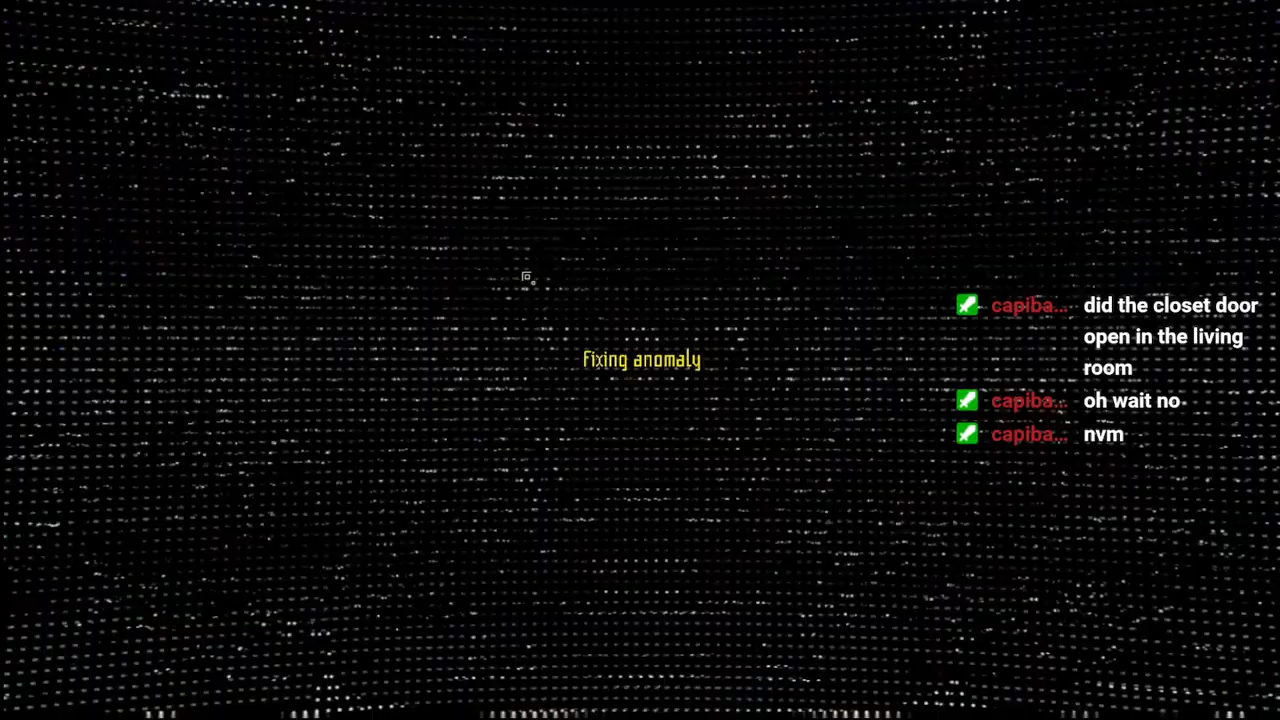 Fixing anomaly
capiba... did the closet door
open in the living
room
capiba... oh wait no
capiba... nvm